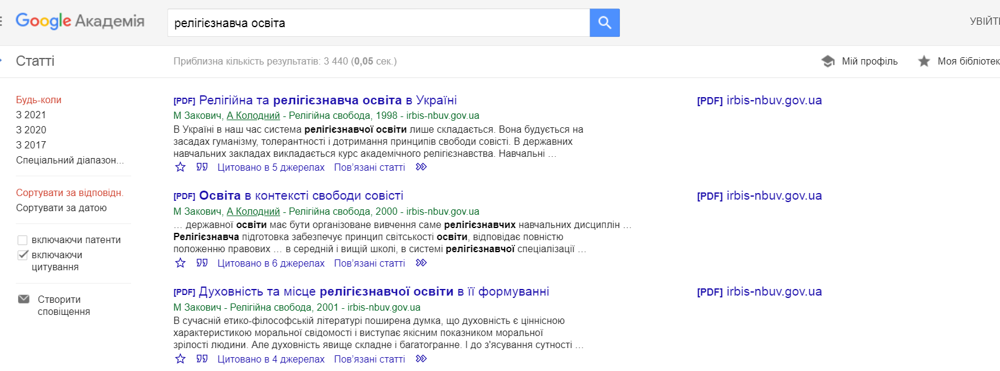 Google Академія
релігієзнавча освіта
УВІЙТИ
Статті
Приблизна кількість результатів: 3 440 (0,05 сек.)
Мій профіль
Моя бібліотек
Будь-коли
З 2021
З 2020
З 2017
Спеціальний діапазон...
Сортувати за відповідн.
Сортувати за датою
включаючи патенти
включаючи
цитування
Створити
сповіщення
[PDF] Релігійна та релігієзнавча освіта в Україні
[PDF] irbis-nbuv.gov.ua
М Закович, А Колодний - Релігійна свобода, 1998 - irbis-nbuv.gov.ua
В Україні в наш час система релігієзнавчої освіти лише складається. Вона будується на
засадах гуманізму, толерантності і дотримання принципів свободи совісті. В державних
навчальних закладах викладається курс академічного релігієзнавства. Навчальні …
Цитовано в 5 джерелах Пов’язані статті
[PDF] Освіта в контексті свободи совісті
[PDF] irbis-nbuv.gov.ua
М Закович, А Колодний - Релігійна свобода, 2000 - irbis-nbuv.gov.ua
… державної освіти має бути організоване вивчення саме релігієзнавчих навчальних дисциплін …
Релігієзнавча підготовка забезпечує принцип світськості освіти, відповідає повністю
положенню правових … в середній і вищій школі, в системі релігієзнавчої спеціалізації …
Цитовано в 6 джерелах Пов’язані статті
[PDF] Духовність та місце релігієзнавчої освіти в її формуванні
[PDF] irbis-nbuv.gov.ua
М Закович - Релігійна свобода, 2001 - irbis-nbuv.gov.ua
В сучасній етико-філософській літературі поширена думка, що духовність є ціннісною
характеристикою моральної свідомості і виступає якісним показником моральної
зрілості людини. Але духовність явище складне і багатогранне. І до з'ясування сутності …
Цитовано в 4 джерелах Пов’язані статті